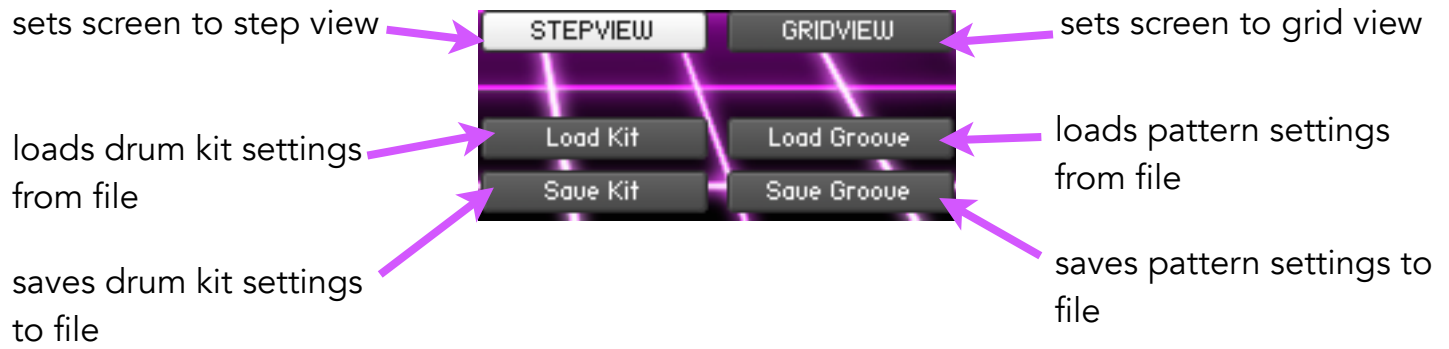 sets screen to step view
STEPVIEW
GRIDVIEW
sets screen to grid view
loads drum kit settings
from file
Load Kit
Load Groove
loads pattern settings
from file
Save Kit
Save Groove
saves drum kit settings
to file
saves pattern settings to
file